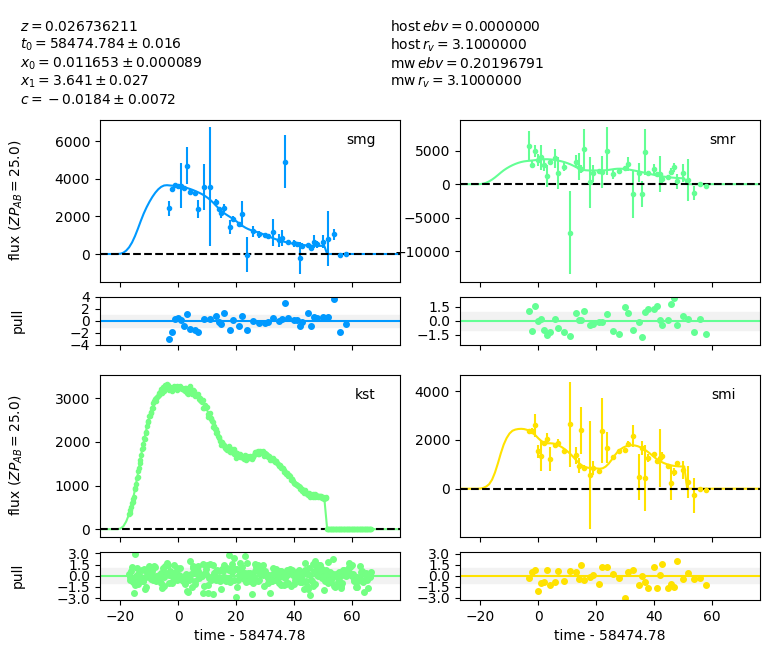 z = 0.026736211
t₀ = 58474.784 ± 0.016
x₀ = 0.011653 ± 0.000089
x₁ = 3.641 ± 0.027
c = −0.0184 ± 0.0072
host ebv = 0.0000000
host r_v = 3.1000000
mw ebv = 0.20196791
mw r_v = 3.1000000
smg
flux (ZP_AB = 25.0)
6000
4000
2000
0
smr
5000
0
−5000
−10000
pull
4
2
0
−2
−4
1.5
0.0
−1.5
kst
flux (ZP_AB = 25.0)
3000
2000
1000
0
smi
4000
2000
0
pull
3.0
1.5
0.0
−1.5
−3.0
3.0
1.5
0.0
−1.5
−3.0
−20 0 20 40 60
time - 58474.78
−20 0 20 40 60
time - 58474.78